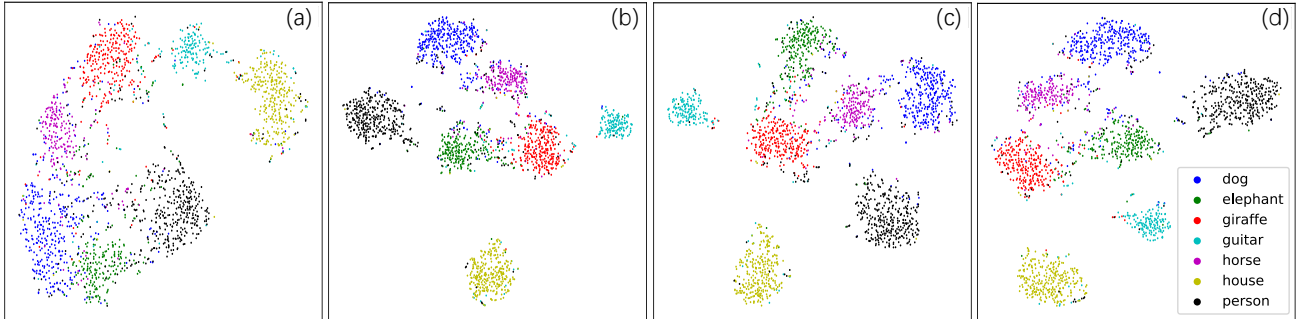 (a)
(b)
(c)
(d)
dog
elephant
giraffe
guitar
horse
house
person